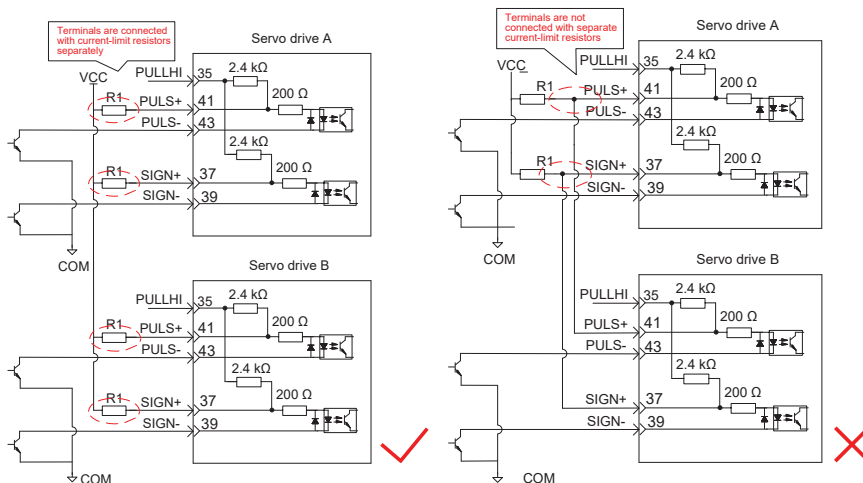 Terminals are connected
with current-limit resistors
separately
Servo drive A
VCC
PULLHI
35
2.4 kΩ
R1
PULS+
41
200 Ω
PULS-
43
2.4 kΩ
R1
SIGN+
37
200 Ω
SIGN-
39
COM
Servo drive B
PULLHI
35
2.4 kΩ
R1
PULS+
41
200 Ω
PULS-
43
2.4 kΩ
R1
SIGN+
37
200 Ω
SIGN-
39
COM
Terminals are not
connected with separate
current-limit resistors
Servo drive A
VCC
PULLHI
35
2.4 kΩ
R1
PULS+
41
200 Ω
PULS-
43
2.4 kΩ
R1
SIGN+
37
200 Ω
SIGN-
39
COM
Servo drive B
PULLHI
35
2.4 kΩ
PULS+
41
200 Ω
PULS-
43
2.4 kΩ
SIGN+
37
200 Ω
SIGN-
39
COM